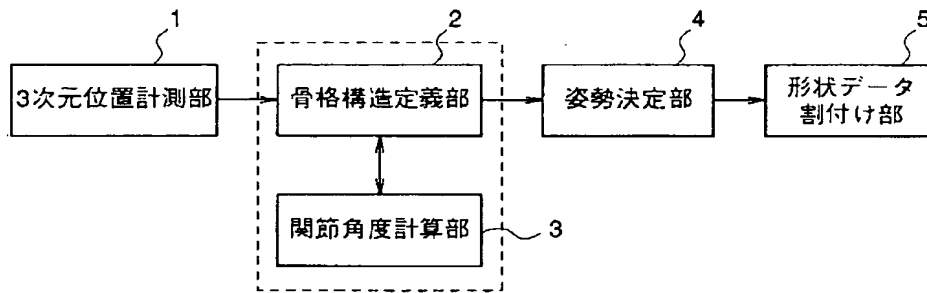 1
2
4
5
3次元位置計測部
骨格構造定義部
姿勢決定部
形状データ
割付け部
関節角度計算部
3